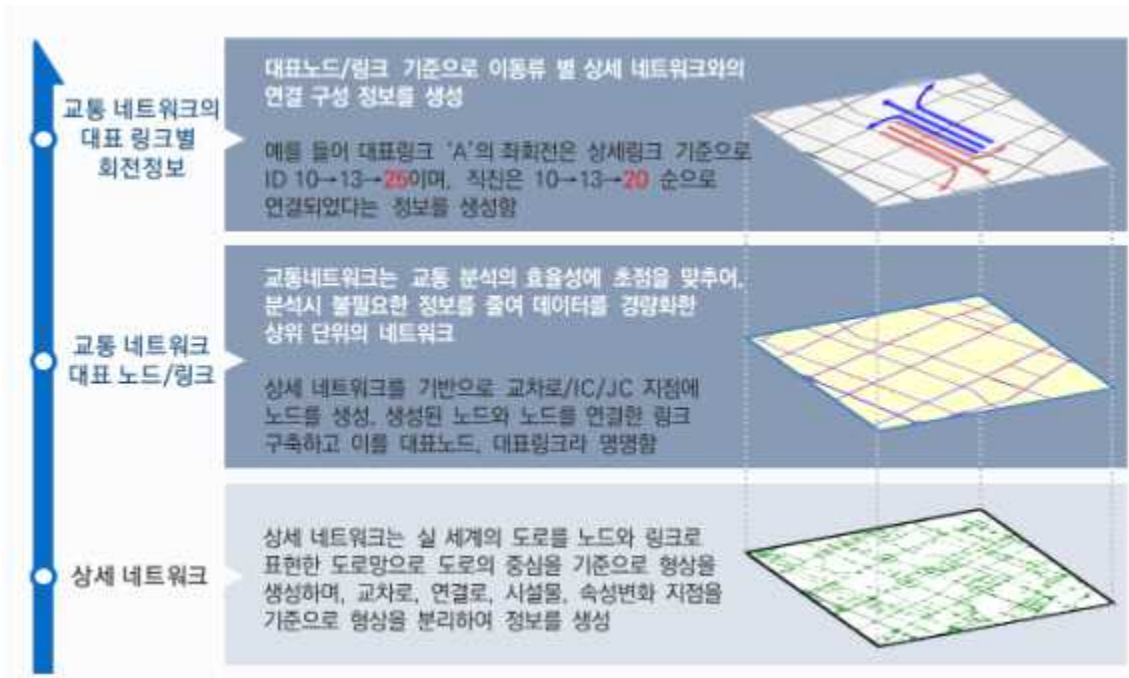 교통 네트워크의
대표 링크별
회전정보
대표노드/링크 기준으로 이동류 별 상세 네트워크와의
연결 구성 정보를 생성
예를 들어 대표링크 'A'의 좌회전은 상세링크 기준으로
ID 10→13→25이며, 직진은 10→13→20 순으로
연결되었다는 정보를 생성함
교통 네트워크
대표 노드/링크
교통네트워크는 교통 분석의 효율성에 초점을 맞추어,
분석시 불필요한 정보를 줄여 데이터를 경량화한
상위 단위의 네트워크
상세 네트워크를 기반으로 교차로/IC/JC 지점에
노드를 생성, 생성된 노드와 노드를 연결한 링크
구축하고 이를 대표노드, 대표링크라 명명함
상세 네트워크
상세 네트워크는 실 세계의 도로를 노드와 링크로
표현한 도로망으로 도로의 중심을 기준으로 형상을
생성하며, 교차로, 연결로, 시설물, 속성변화 지점을
기준으로 형상을 분리하여 정보를 생성